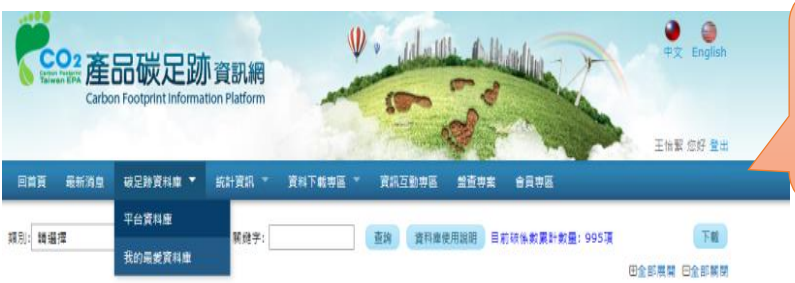 CO2 產品碳足跡資訊網
Carbon Footprint
Taiwan EPA
Carbon Footprint Information Platform
中文 English
您好 登出
回首頁 最新消息 碳足跡資料庫 ▼ 統計資訊 ▼ 資料下載專區 ▼ 資訊互動專區 盤查專案 會員專區
平台資料庫
我的最愛資料庫
類別: 請選擇 關鍵字: 查詢 資料庫使用說明 目前碳係數累計數量: 995項 下載
全部展開 全部關閉